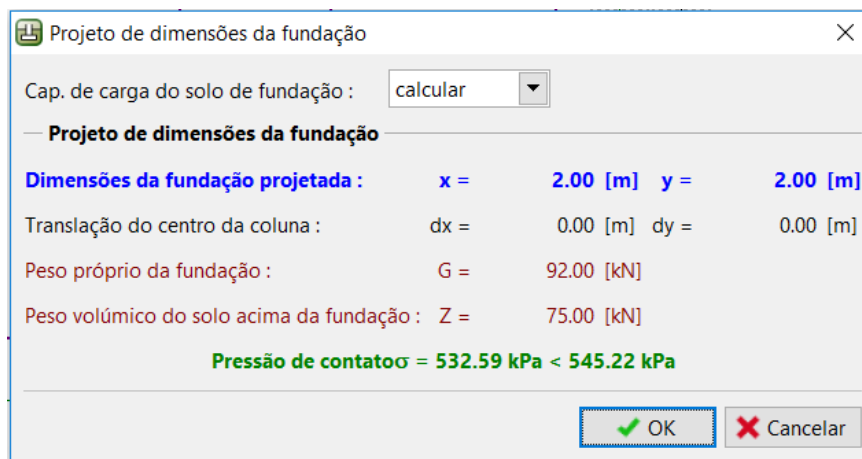 Projeto de dimensões da fundação
Cap. de carga do solo de fundação : calcular
Projeto de dimensões da fundação
Dimensões da fundação projetada : x = 2.00 [m] y = 2.00 [m]
Translação do centro da coluna : dx = 0.00 [m] dy = 0.00 [m]
Peso próprio da fundação : G = 92.00 [kN]
Peso volúmico do solo acima da fundação : Z = 75.00 [kN]
Pressão de contatoσ = 532.59 kPa < 545.22 kPa
OK Cancelar